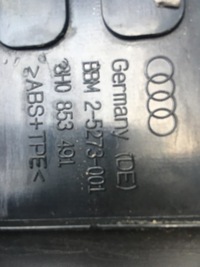 Germany (DE)
BBM 2-5273-001
8H0 853 491
>ABS+TPE<